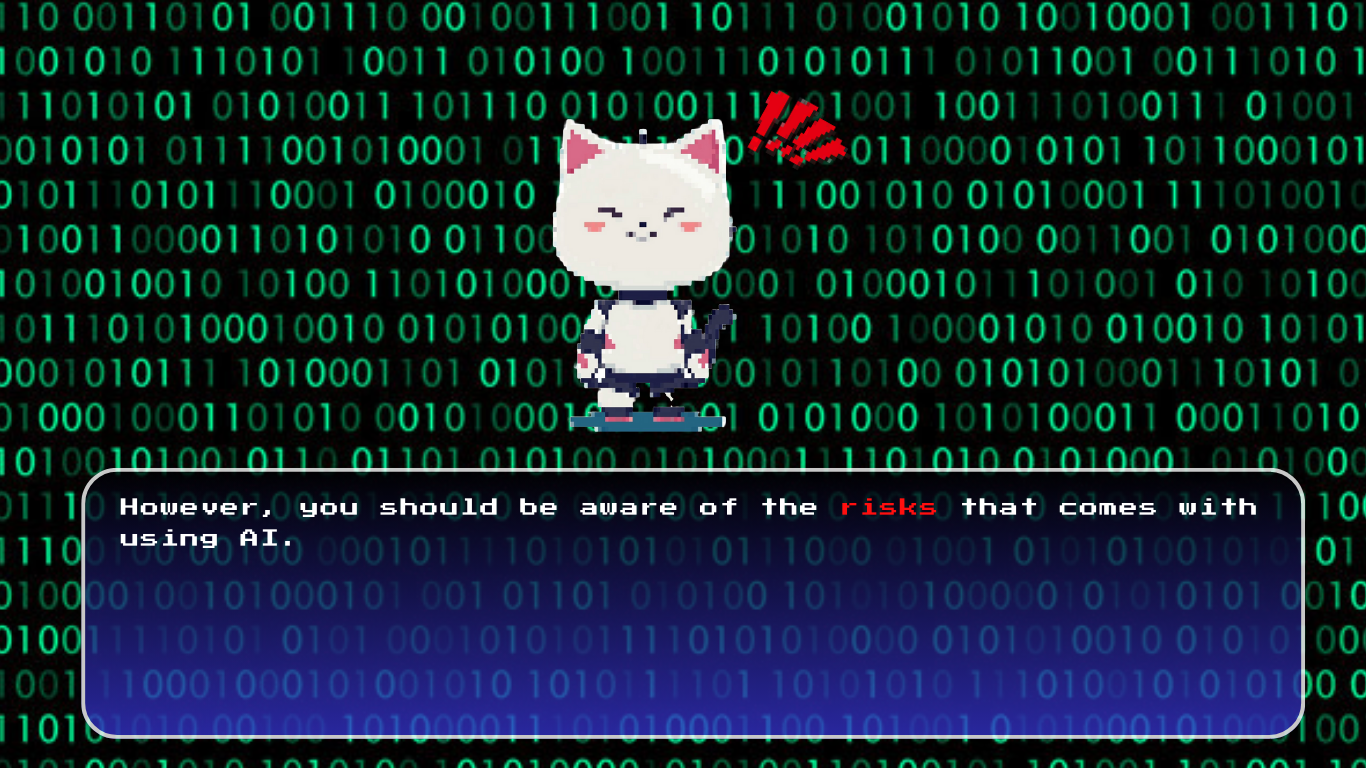 However, you should be aware of the risks that comes with
using AI.